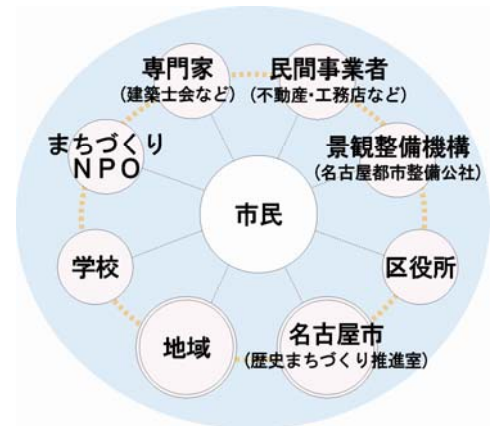 専門家
(建築士会など)
民間事業者
(不動産・工務店など)
まちづくり
NPO
景観整備機構
(名古屋都市整備公社)
市民
学校
区役所
地域
名古屋市
(歴史まちづくり推進室)